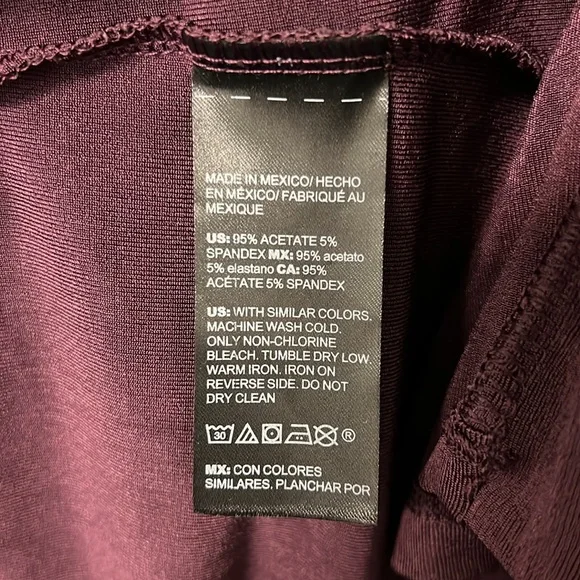 MADE IN MEXICO/ HECHO
EN MÉXICO/ FABRIQUÉ AU
MEXIQUE
US: 95% ACETATE 5%
SPANDEX MX: 95% acetato
5% elastano CA: 95%
ACÉTATE 5% SPANDEX
US: WITH SIMILAR COLORS.
MACHINE WASH COLD.
ONLY NON-CHLORINE
BLEACH. TUMBLE DRY LOW.
WARM IRON. IRON ON
REVERSE SIDE. DO NOT
DRY CLEAN
30 ®
MX: CON COLORES
SIMILARES. PLANCHAR POR